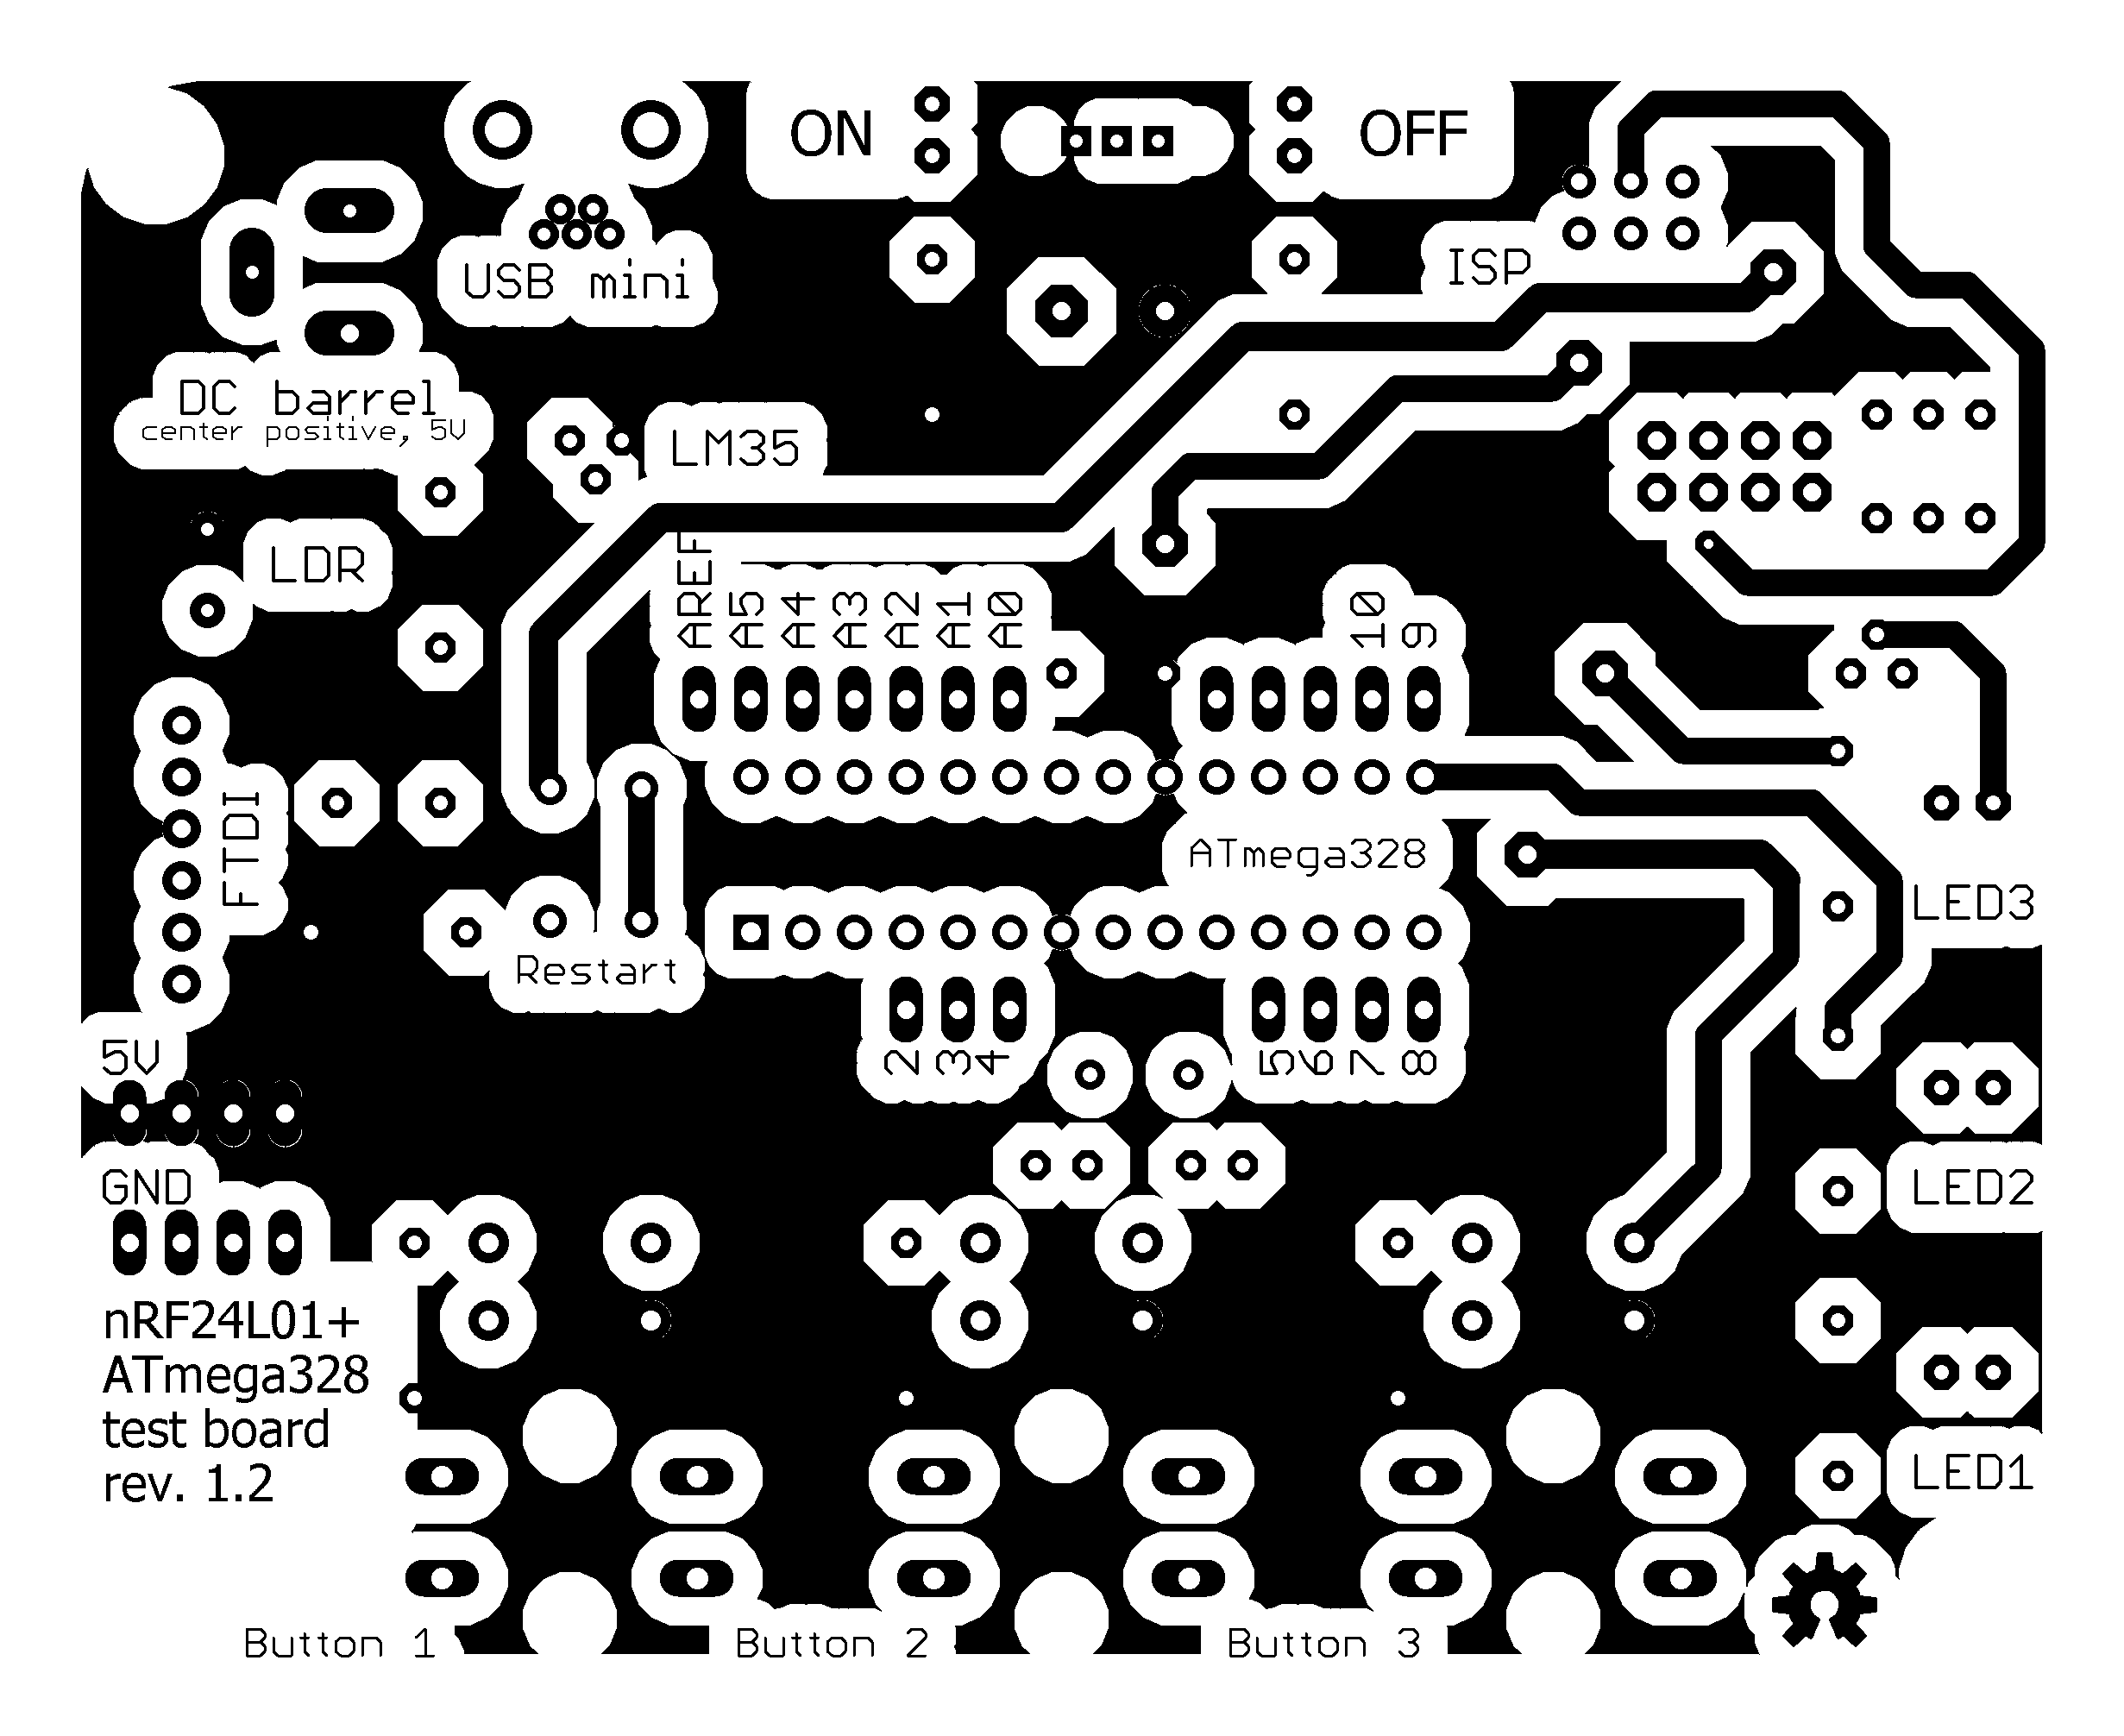 ON
OFF
USB mini
ISP
DC barrel
center positive, 5V
LM35
LDR
AREF
A5
A4
A3
A2
A1
A0
10
9
FTDI
ATmega328
LED3
Restart
5V
2
3
4
5
6
7
8
GND
LED2
nRF24L01+
ATmega328
test board
rev. 1.2
LED1
Button 1
Button 2
Button 3